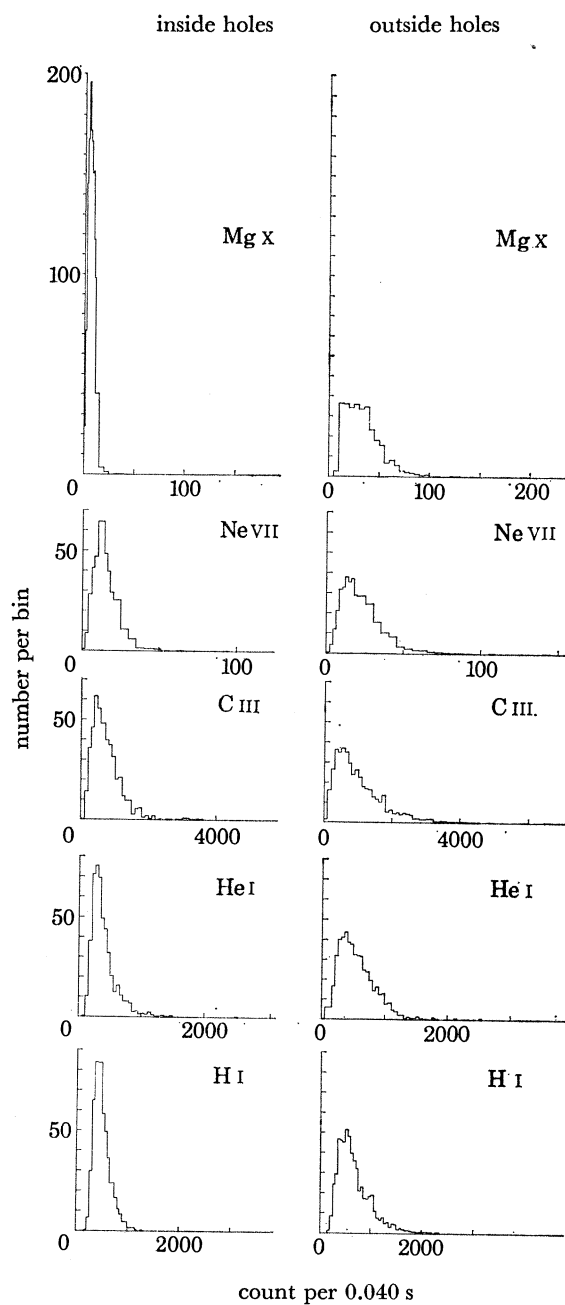 inside holes outside holes
200
Mg X Mg X
100
0 100 0 100 200
Ne VII Ne VII
50
0 100 0 100
C III C III.
50
0 4000 0 4000
He I He I
50
0 2000 0 2000
H I H I
50
0 2000 0 2000
number per bin
count per 0.040 s